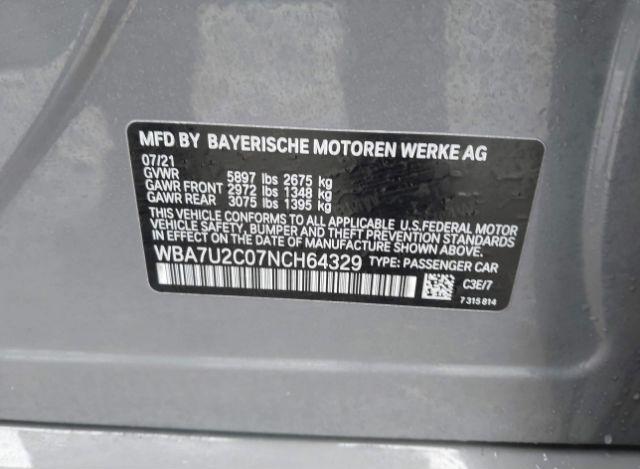 MFD BY BAYERISCHE MOTOREN WERKE AG
07/21
GVWR 5897 lbs 2675 kg
GAWR FRONT 2972 lbs 1348 kg
GAWR REAR 3075 lbs 1395 kg
THIS VEHICLE CONFORMS TO ALL APPLICABLE U.S.FEDERAL MOTOR
VEHICLE SAFETY, BUMPER AND THEFT PREVENTION STANDARDS
IN EFFECT ON THE DATE OF MANUFACTURE SHOWN ABOVE.
WBA7U2C07NCH64329 TYPE: PASSENGER CAR
C3E/7
7 315 814